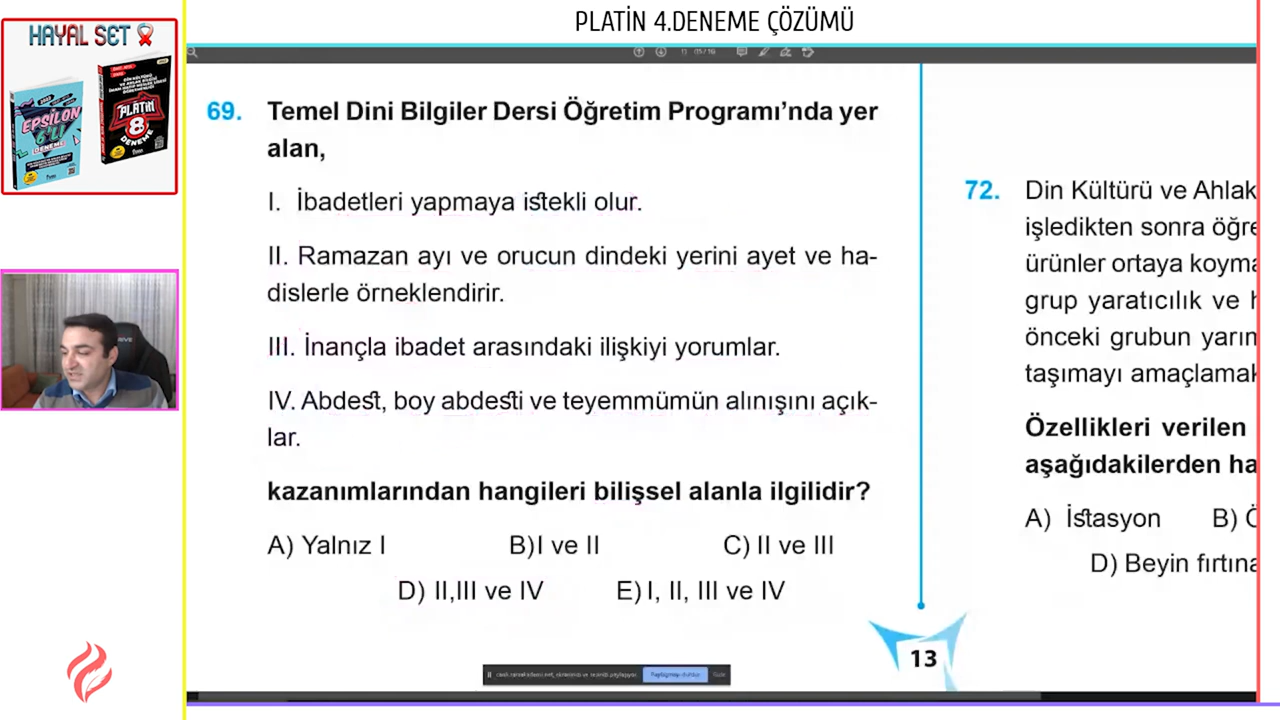 PLATİN 4.DENEME ÇÖZÜMÜ
HAYAL SET
EPSİLON
6'LI
DENEME
PLATİN
8
DENEME
69. Temel Dini Bilgiler Dersi Öğretim Programı'nda yer
alan,
I. İbadetleri yapmaya istekli olur.
II. Ramazan ayı ve orucun dindeki yerini ayet ve ha-
dislerle örneklendirir.
III. İnançla ibadet arasındaki ilişkiyi yorumlar.
IV. Abdest, boy abdesti ve teyemmümün alınışını açık-
lar.
kazanımlarından hangileri bilişsel alanla ilgilidir?
A) Yalnız I B)I ve II C) II ve III
D) II,III ve IV E) I, II, III ve IV
13
72. Din Kültürü ve Ahlak
işledikten sonra öğre
ürünler ortaya koyma
grup yaratıcılık ve h
önceki grubun yarım
taşımayı amaçlamak
Özellikleri verilen
aşağıdakilerden ha
A) İstasyon B) Ö
D) Beyin fırtına